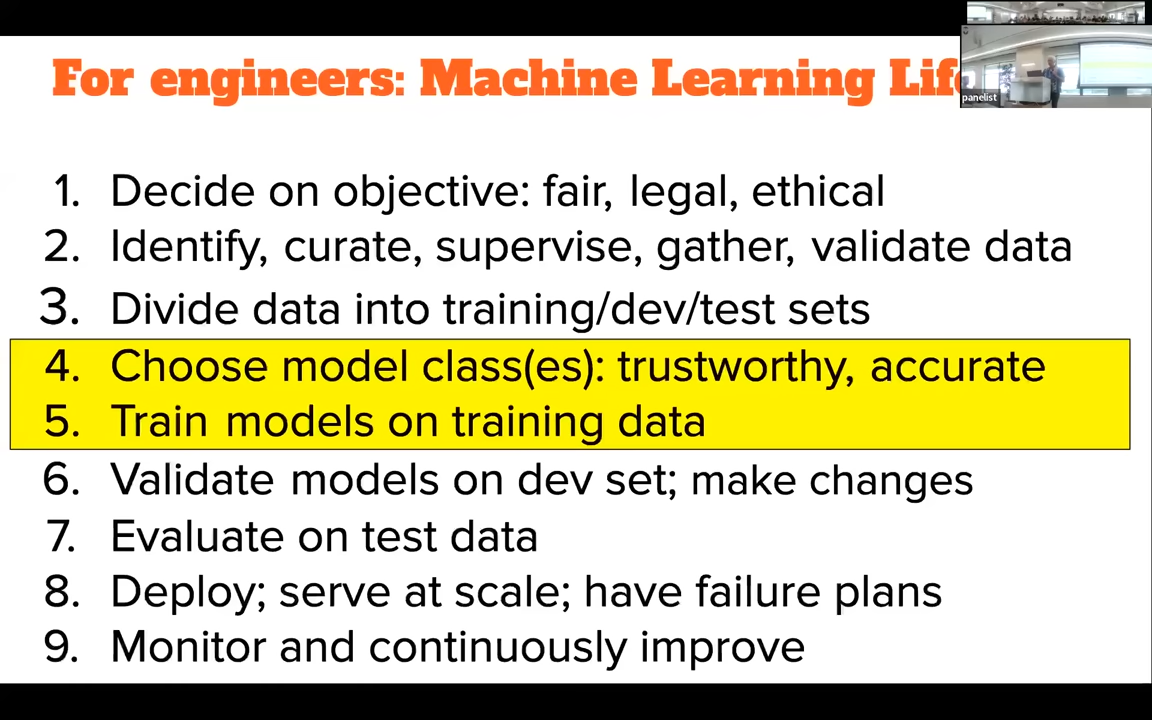 For engineers: Machine Learning
panelist
1. Decide on objective: fair, legal, ethical
2. Identify, curate, supervise, gather, validate data
3. Divide data into training/dev/test sets
4. Choose model class(es): trustworthy, accurate
5. Train models on training data
6. Validate models on dev set; make changes
7. Evaluate on test data
8. Deploy; serve at scale; have failure plans
9. Monitor and continuously improve